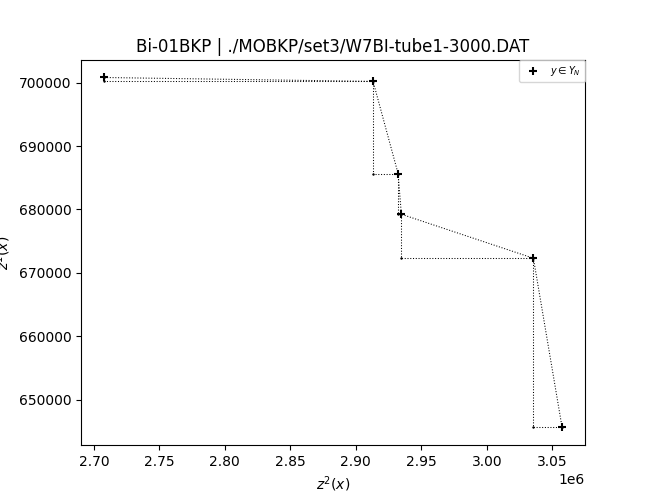 Bi-01BKP | ./MOBKP/set3/W7BI-tube1-3000.DAT
y ∈ Y_N
700000
690000
680000
670000
660000
650000
2.70 2.75 2.80 2.85 2.90 2.95 3.00 3.05
1e6
z²(x)